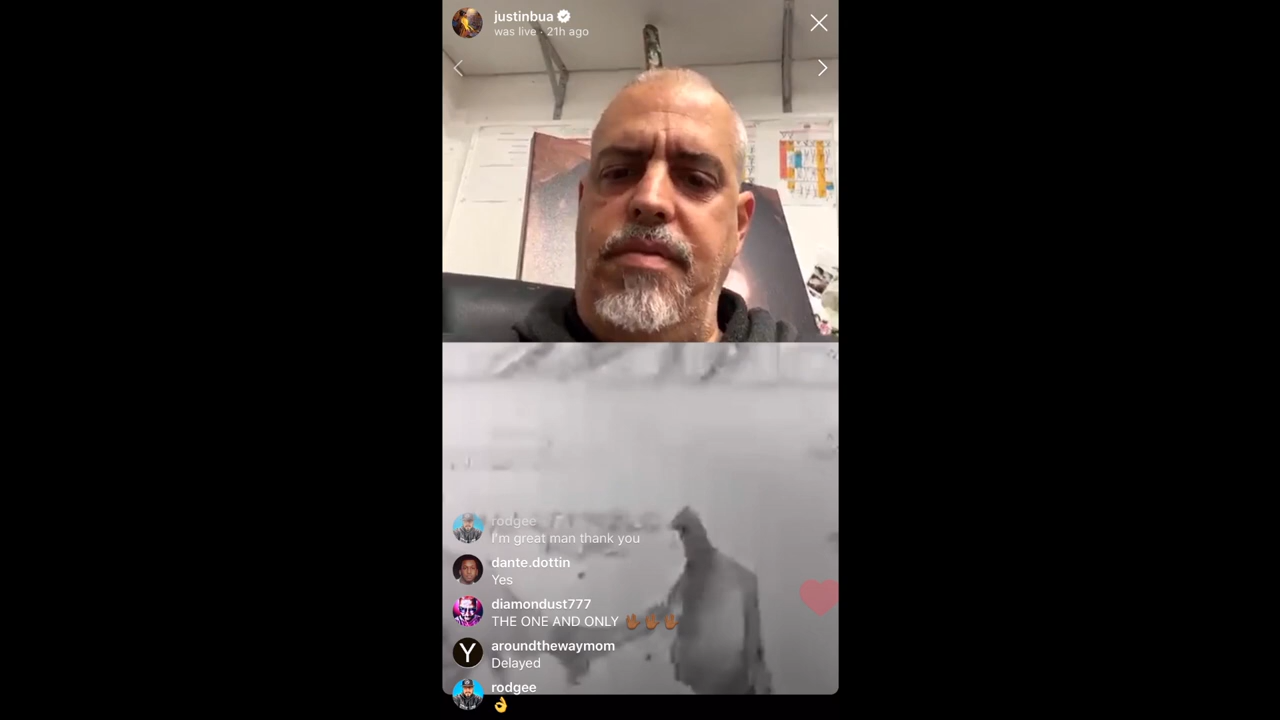 justinbua
was live · 21h ago
rodgee
I'm great man thank you
dante.dottin
Yes
diamondust777
THE ONE AND ONLY ✋🏾✋🏾✋🏾
Y
aroundthewaymom
Delayed
rodgee
👌